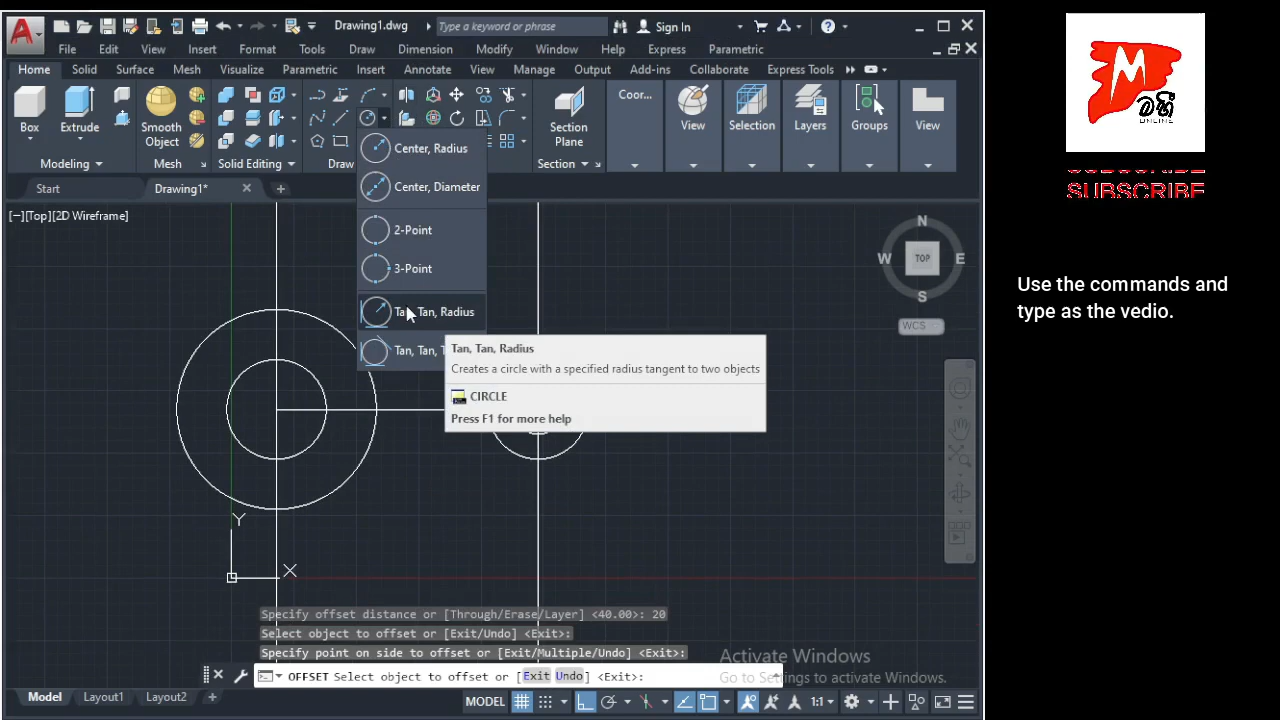 Drawing1.dwg
Type a keyword or phrase
Sign In
File Edit View Insert Format Tools Draw Dimension Modify Window Help Express Parametric
Home Solid Surface Mesh Visualize Parametric Insert Annotate View Manage Output Add-ins Collaborate Express Tools
Box
Extrude
Smooth
Object
Section
Plane
Coor...
View
Selection
Layers
Groups
View
Modeling
Mesh
Solid Editing
Draw
Section
Start
Drawing1*
[−][Top][2D Wireframe]
Center, Radius
Center, Diameter
2-Point
3-Point
Tan, Tan, Radius
Tan, Tan, T
Tan, Tan, Radius
Creates a circle with a specified radius tangent to two objects
CIRCLE
Press F1 for more help
N
W
TOP
E
S
WCS
Y
X
Specify offset distance or [Through/Erase/Layer] <40.00>: 20
Select object to offset or [Exit/Undo] <Exit>:
Specify point on side to offset or [Exit/Multiple/Undo] <Exit>:
OFFSET Select object to offset or [Exit Undo] <Exit>:
Activate Windows
Go to Settings to activate Windows.
Model Layout1 Layout2
MODEL
1:1
M
මහී
ONLINE
SUBSCRIBE
Use the commands and
type as the vedio.